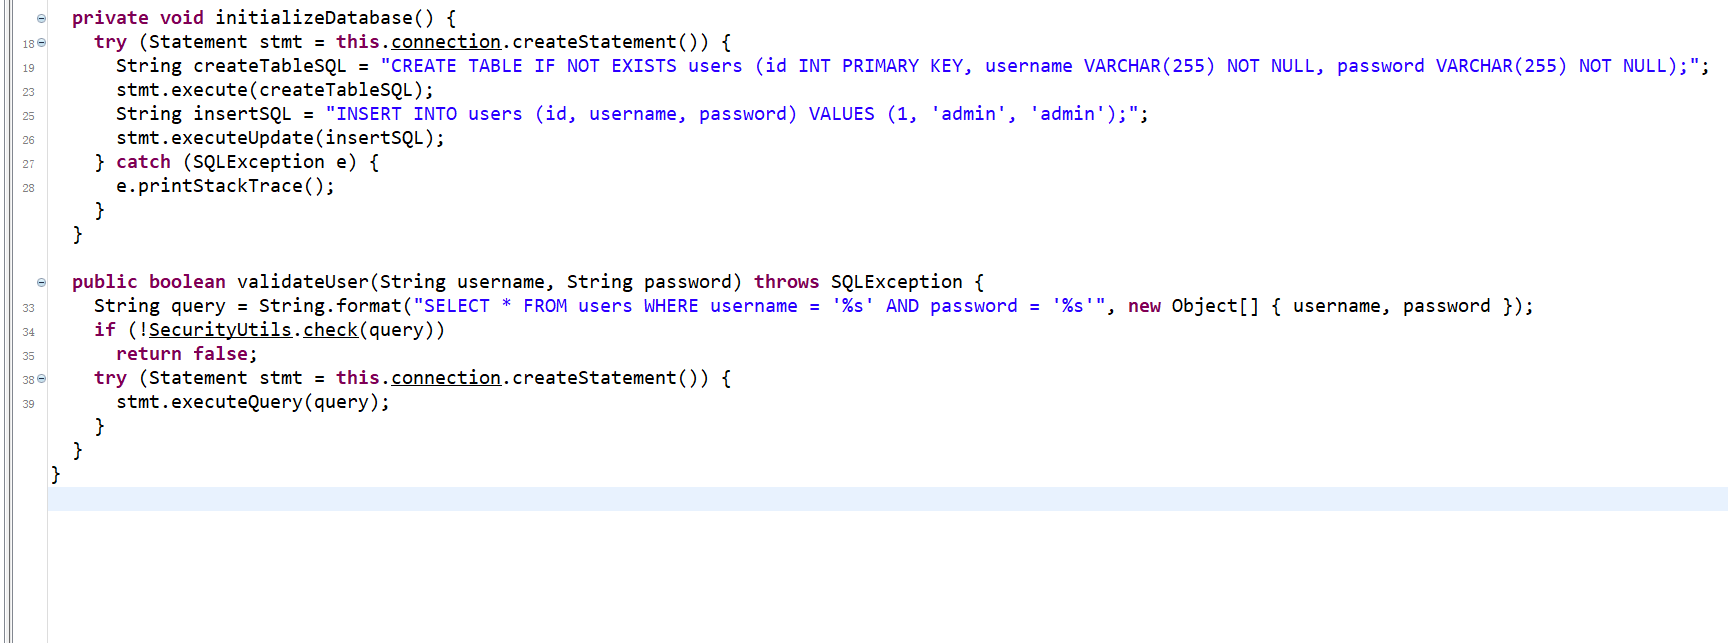 private void initializeDatabase() {
18 try (Statement stmt = this.connection.createStatement()) {
19 String createTableSQL = "CREATE TABLE IF NOT EXISTS users (id INT PRIMARY KEY, username VARCHAR(255) NOT NULL, password VARCHAR(255) NOT NULL);";
23 stmt.execute(createTableSQL);
25 String insertSQL = "INSERT INTO users (id, username, password) VALUES (1, 'admin', 'admin');";
26 stmt.executeUpdate(insertSQL);
27 } catch (SQLException e) {
28 e.printStackTrace();
}
}
public boolean validateUser(String username, String password) throws SQLException {
33 String query = String.format("SELECT * FROM users WHERE username = '%s' AND password = '%s'", new Object[] { username, password });
34 if (!SecurityUtils.check(query))
35 return false;
38 try (Statement stmt = this.connection.createStatement()) {
39 stmt.executeQuery(query);
}
}
}